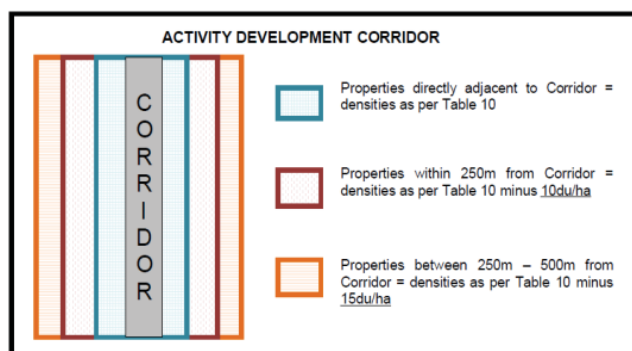 ACTIVITY DEVELOPMENT CORRIDOR
CORRIDOR
Properties directly adjacent to Corridor =
densities as per Table 10
Properties within 250m from Corridor =
densities as per Table 10 minus 10du/ha
Properties between 250m – 500m from
Corridor = densities as per Table 10 minus
15du/ha